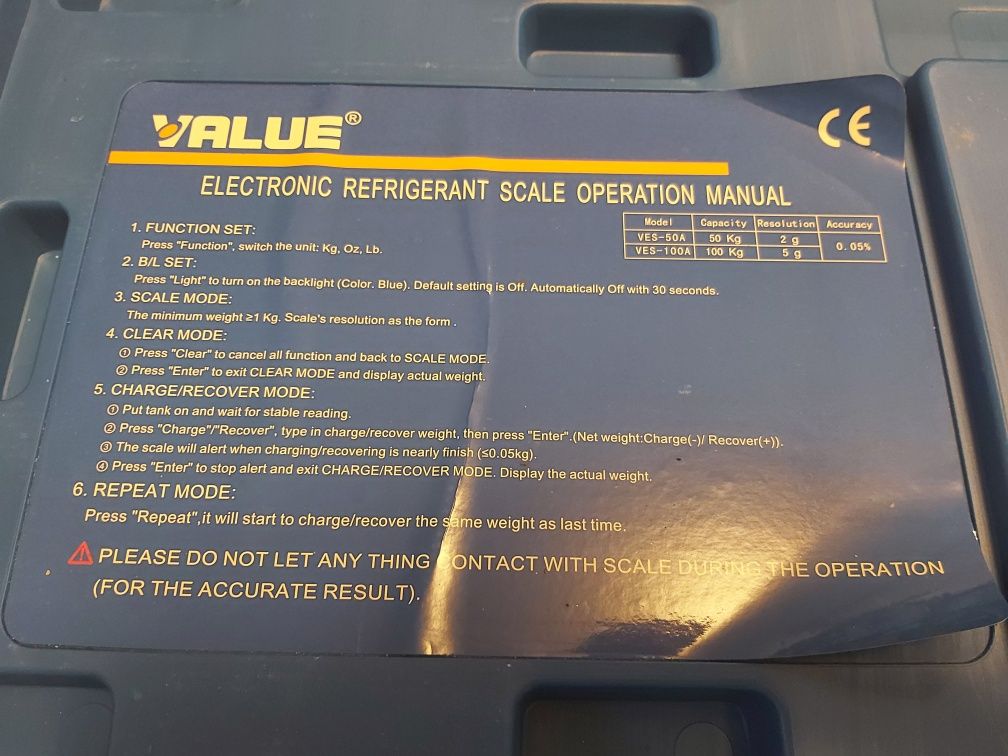 VALUE®
CE
ELECTRONIC REFRIGERANT SCALE OPERATION MANUAL
Model Capacity Resolution Accuracy
VES-50A 50 Kg 2 g 0.05%
VES-100A 100 Kg 5 g
1. FUNCTION SET:
Press "Function", switch the unit: Kg, Oz, Lb.
2. B/L SET:
Press "Light" to turn on the backlight (Color. Blue). Default setting is Off. Automatically Off with 30 seconds.
3. SCALE MODE:
The minimum weight ≥1 Kg. Scale's resolution as the form .
4. CLEAR MODE:
① Press "Clear" to cancel all function and back to SCALE MODE.
② Press "Enter" to exit CLEAR MODE and display actual weight.
5. CHARGE/RECOVER MODE:
① Put tank on and wait for stable reading.
② Press "Charge"/"Recover", type in charge/recover weight, then press "Enter".(Net weight:Charge(-)/ Recover(+)).
③ The scale will alert when charging/recovering is nearly finish (≤0.05kg).
④ Press "Enter" to stop alert and exit CHARGE/RECOVER MODE. Display the actual weight.
6. REPEAT MODE:
Press "Repeat",it will start to charge/recover the same weight as last time.
PLEASE DO NOT LET ANY THING CONTACT WITH SCALE DURING THE OPERATION
(FOR THE ACCURATE RESULT).